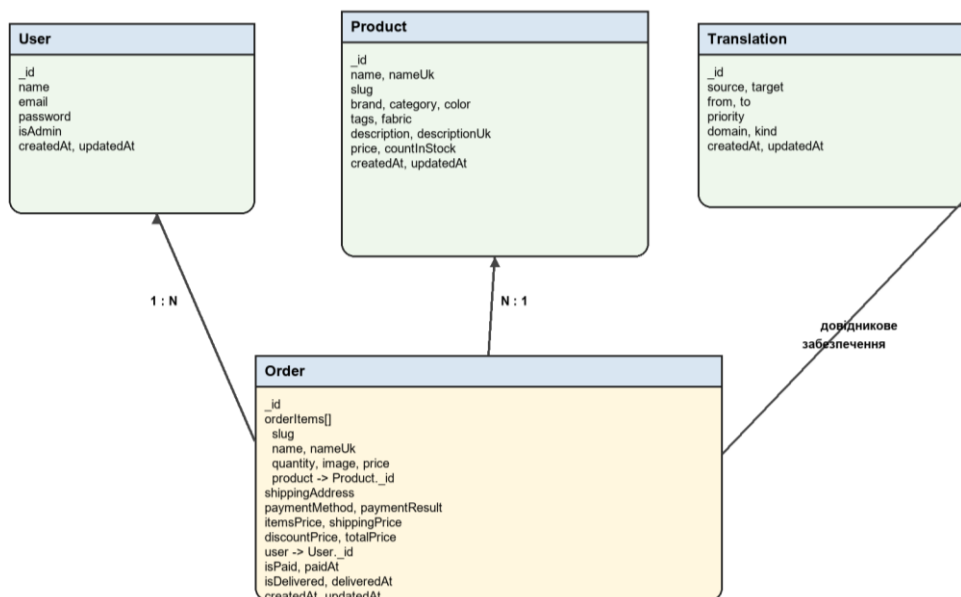 User
_id
name
email
password
isAdmin
createdAt, updatedAt
Product
_id
name, nameUk
slug
brand, category, color
tags, fabric
description, descriptionUk
price, countInStock
createdAt, updatedAt
Translation
_id
source, target
from, to
priority
domain, kind
createdAt, updatedAt
1 : N
N : 1
довідникове
забезпечення
Order
_id
orderItems[]
slug
name, nameUk
quantity, image, price
product -> Product._id
shippingAddress
paymentMethod, paymentResult
itemsPrice, shippingPrice
discountPrice, totalPrice
user -> User._id
isPaid, paidAt
isDelivered, deliveredAt
createdAt, updatedAt